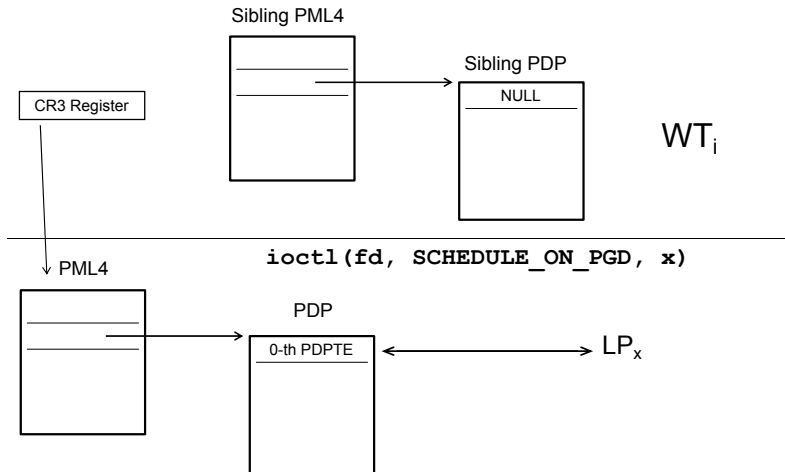 Sibling PML4
Sibling PDP
NULL
CR3 Register
WTi
ioctl(fd, SCHEDULE_ON_PGD, x)
PML4
PDP
0-th PDPTE
LPx